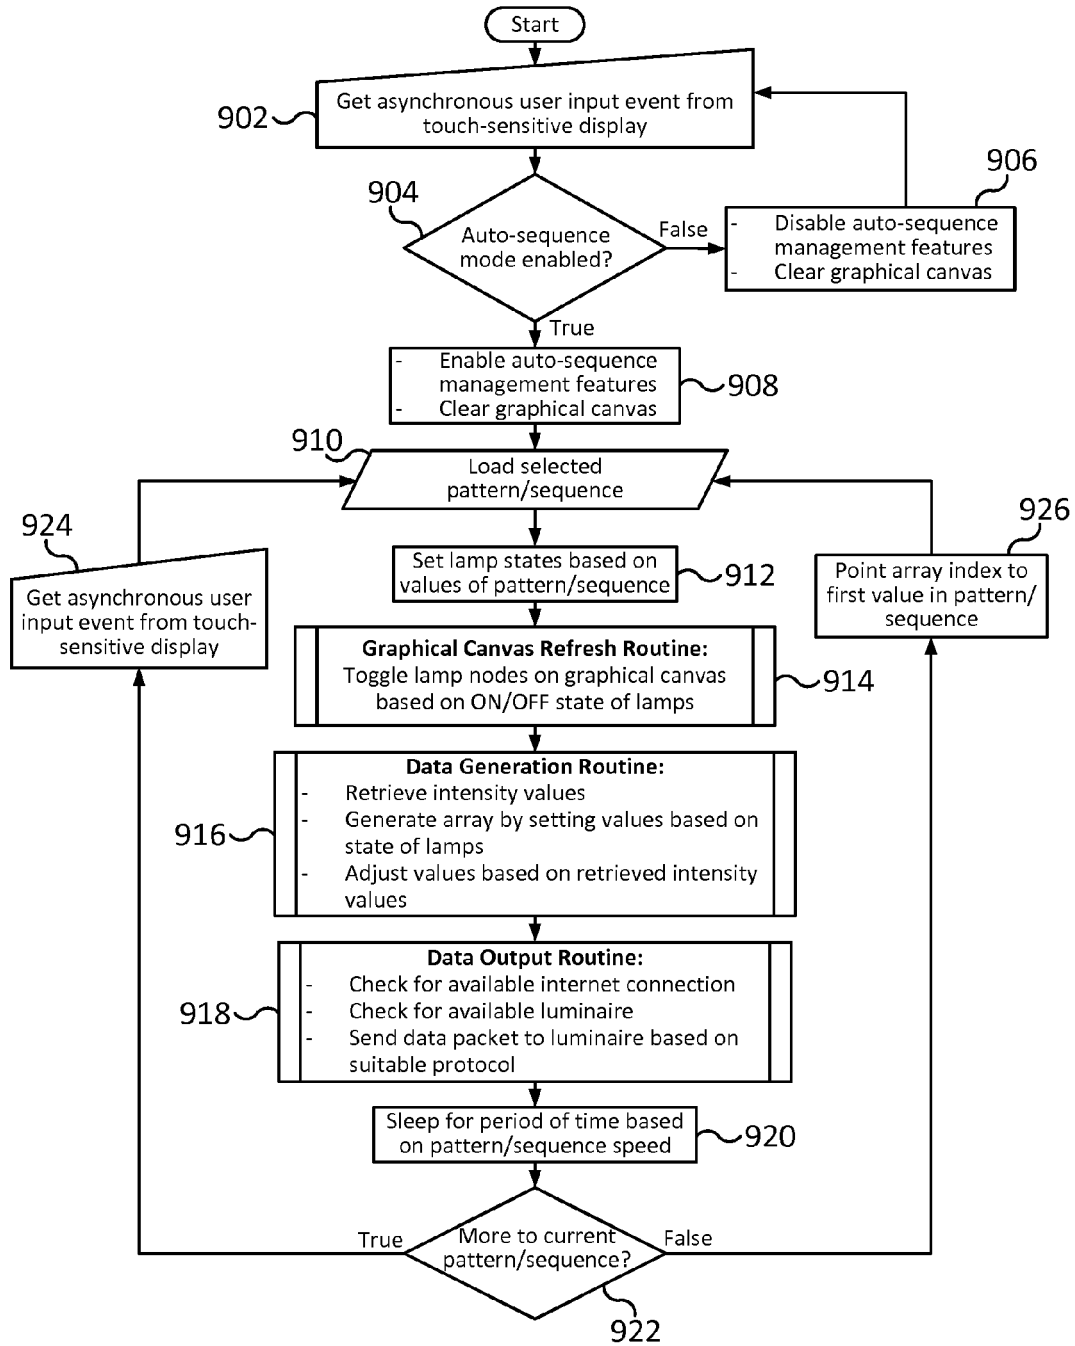 Start
Get asynchronous user input event from
touch-sensitive display
902
904
Auto-sequence
mode enabled?
False
906
- Disable auto-sequence
management features
- Clear graphical canvas
True
- Enable auto-sequence
management features
- Clear graphical canvas
908
910
Load selected
pattern/sequence
924
Get asynchronous user
input event from touch-
sensitive display
926
Point array index to
first value in pattern/
sequence
Set lamp states based on
values of pattern/sequence
912
Graphical Canvas Refresh Routine:
Toggle lamp nodes on graphical canvas
based on ON/OFF state of lamps
914
Data Generation Routine:
- Retrieve intensity values
- Generate array by setting values based on
state of lamps
- Adjust values based on retrieved intensity
values
916
Data Output Routine:
- Check for available internet connection
- Check for available luminaire
- Send data packet to luminaire based on
suitable protocol
918
Sleep for period of time based
on pattern/sequence speed
920
True
More to current
pattern/sequence?
False
922